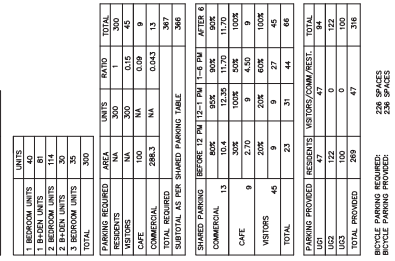 UNITS
1 BEDROOM UNITS 40
1 B+DEN UNITS 81
2 BEDROOM UNITS 114
2 B+DEN UNITS 30
3 BEDROOM UNITS 35
TOTAL 300
PARKING REQUIRED AREA UNITS RATIO TOTAL
RESIDENTS NA 300 1 300
VISITORS NA 300 0.15 45
CAFE 100 NA 0.09 9
COMMERCIAL 288.3 NA 0.043 13
TOTAL REQUIRED 367
SUBTOTAL AS PER SHARED PARKING TABLE 366
SHARED PARKING BEFORE 12 PM 12-1 PM 1-6 PM AFTER 6
COMMERCIAL 80% 95% 90% 90%
13 10.4 12.35 11.70 11.70
CAFE 30% 100% 50% 100%
9 2.70 9 4.50 9
VISITORS 20% 20% 60% 100%
45 9 9 27 45
TOTAL 23 31 44 66
PARKING PROVIDED RESIDENTS VISITORS/COMM/REST. TOTAL
UG1 47 47 94
UG2 122 0 122
UG3 100 0 100
TOTAL PROVIDED 269 47 316
BICYCLE PARKING REQUIRED: 226 SPACES
BICYCLE PARKING PROVIDED: 236 SPACES